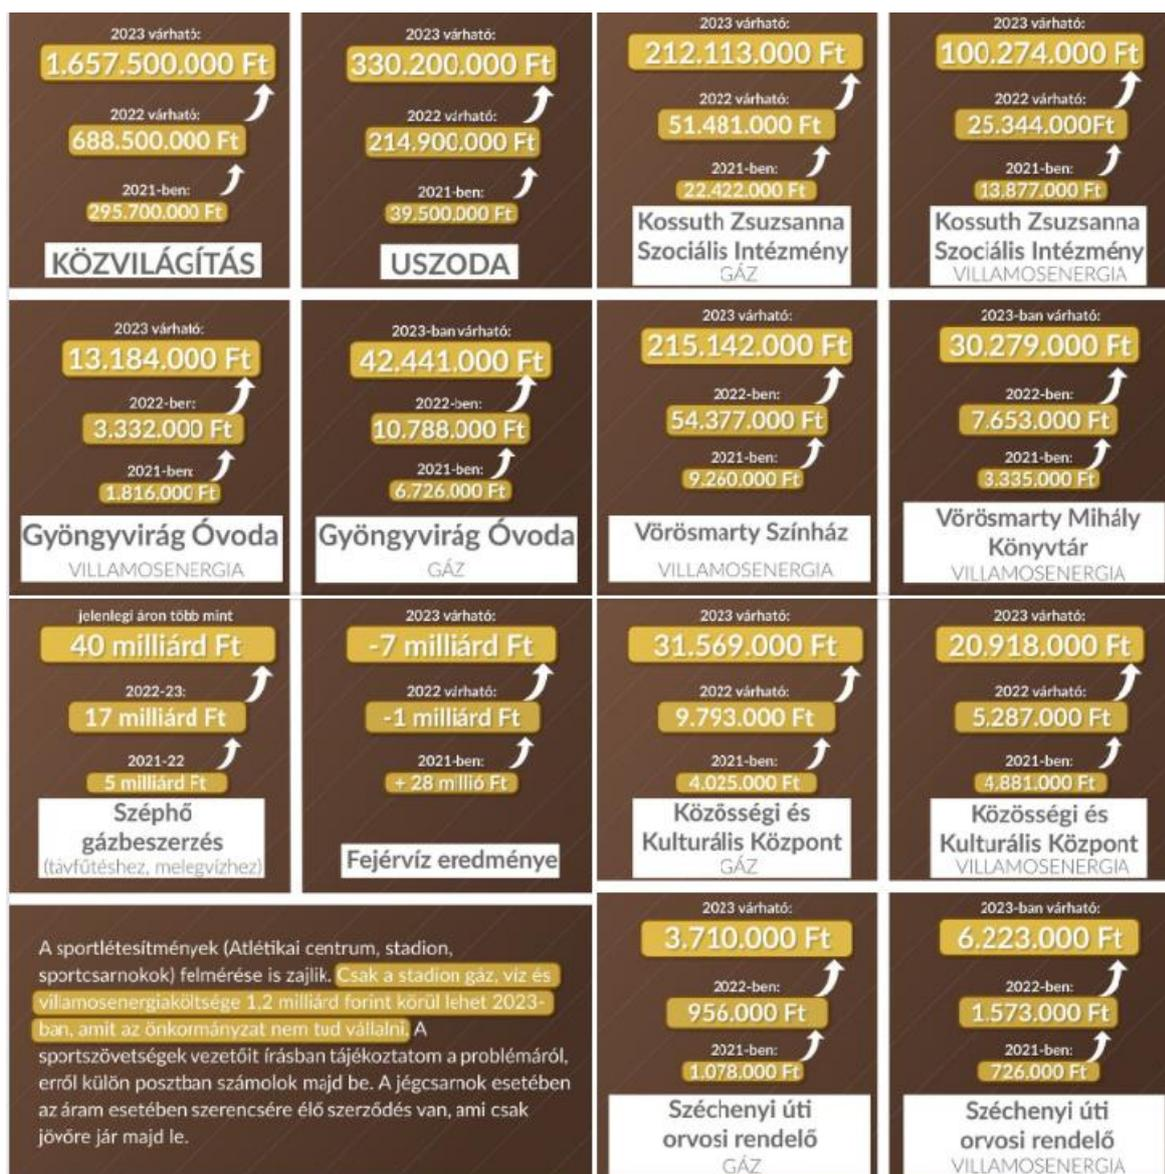 2023 várható:
1.657.500.000 Ft
2022 várható:
688.500.000 Ft
2021-ben:
295.700.000 Ft
KÖZVILÁGÍTÁS
2023 várható:
330.200.000 Ft
2022 várható:
214.900.000 Ft
2021-ben:
39.500.000 Ft
USZODA
2023 várható:
212.113.000 Ft
2022 várható:
51.481.000 Ft
2021-ben:
22.422.000 Ft
Kossuth Zsuzsanna
Szociális Intézmény
GÁZ
2023 várható:
100.274.000 Ft
2022 várható:
25.344.000Ft
2021-ben:
13.877.000 Ft
Kossuth Zsuzsanna
Szociális Intézmény
VILLAMOSENERGIA
2023 várható:
13.184.000 Ft
2022-ben:
3.332.000 Ft
2021-ben:
1.816.000 Ft
Gyöngyvirág Óvoda
VILLAMOSENERGIA
2023-ban várható:
42.441.000 Ft
2022-ben:
10.788.000 Ft
2021-ben:
6.726.000 Ft
Gyöngyvirág Óvoda
GÁZ
2023 várható:
215.142.000 Ft
2022-ben:
54.377.000 Ft
2021-ben:
9.260.000 Ft
Vörösmarty Színház
VILLAMOSENERGIA
2023-ban várható:
30.279.000 Ft
2022-ben:
7.653.000 Ft
2021-ben:
3.335.000 Ft
Vörösmarty Mihály
Könyvtár
VILLAMOSENERGIA
jelenlegi áron több mint
40 milliárd Ft
2022-23:
17 milliárd Ft
2021-22
5 milliárd Ft
Széphő
gázbeszerzés
(távfűtéshez, melegvízhez)
2023 várható:
-7 milliárd Ft
2022 várható:
-1 milliárd Ft
2021-ben:
+ 28 millió Ft
Fejérvíz eredménye
2023 várható:
31.569.000 Ft
2022 várható:
9.793.000 Ft
2021-ben:
4.025.000 Ft
Közösségi és
Kulturális Központ
GÁZ
2023 várható:
20.918.000 Ft
2022 várható:
5.287.000 Ft
2021-ben:
4.881.000 Ft
Közösségi és
Kulturális Központ
VILLAMOSENERGIA
A sportlétesítmények (Atlétikai centrum, stadion,
sportcsarnokok) felmérése is zajlik. Csak a stadion gáz, víz és
villamosenergiaköltsége 1,2 milliárd forint körül lehet 2023-
ban, amit az önkormányzat nem tud vállalni. A
sportszövetségek vezetőit írásban tájékoztatom a problémáról,
erről külön posztban számolok majd be. A jégcsarnok esetében
az áram esetében szerencsére élő szerződés van, ami csak
jövőre jár majd le.
2023 várható:
3.710.000 Ft
2022-ben:
956.000 Ft
2021-ben:
1.078.000 Ft
Széchenyi úti
orvosi rendelő
GÁZ
2023-ban várható:
6.223.000 Ft
2022-ben:
1.573.000 Ft
2021-ben:
726.000 Ft
Széchenyi úti
orvosi rendelő
VILLAMOSENERGIA